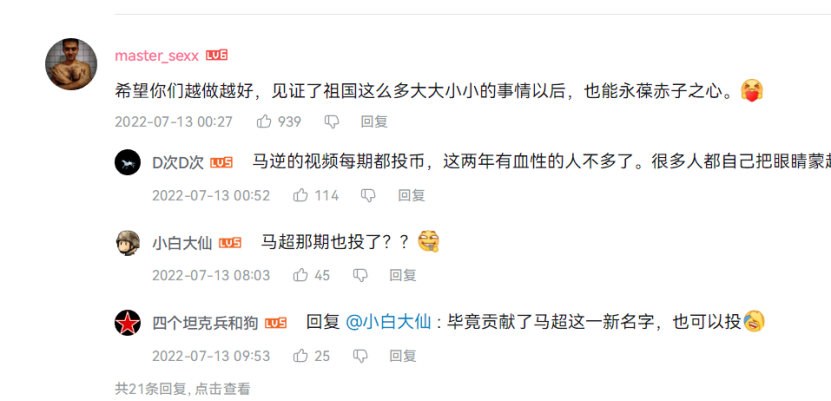 master_sexx LV6
希望你们越做越好，见证了祖国这么多大大小小的事情以后，也能永葆赤子之心。
2022-07-13 00:27 939 回复
D次D次 LV5 马逆的视频每期都投币，这两年有血性的人不多了。很多人都自己把眼睛蒙起
2022-07-13 00:52 114 回复
小白大仙 LV5 马超那期也投了？？
2022-07-13 08:03 45 回复
四个坦克兵和狗 LV5 回复 @小白大仙 : 毕竟贡献了马超这一新名字，也可以投
2022-07-13 09:53 25 回复
共21条回复, 点击查看